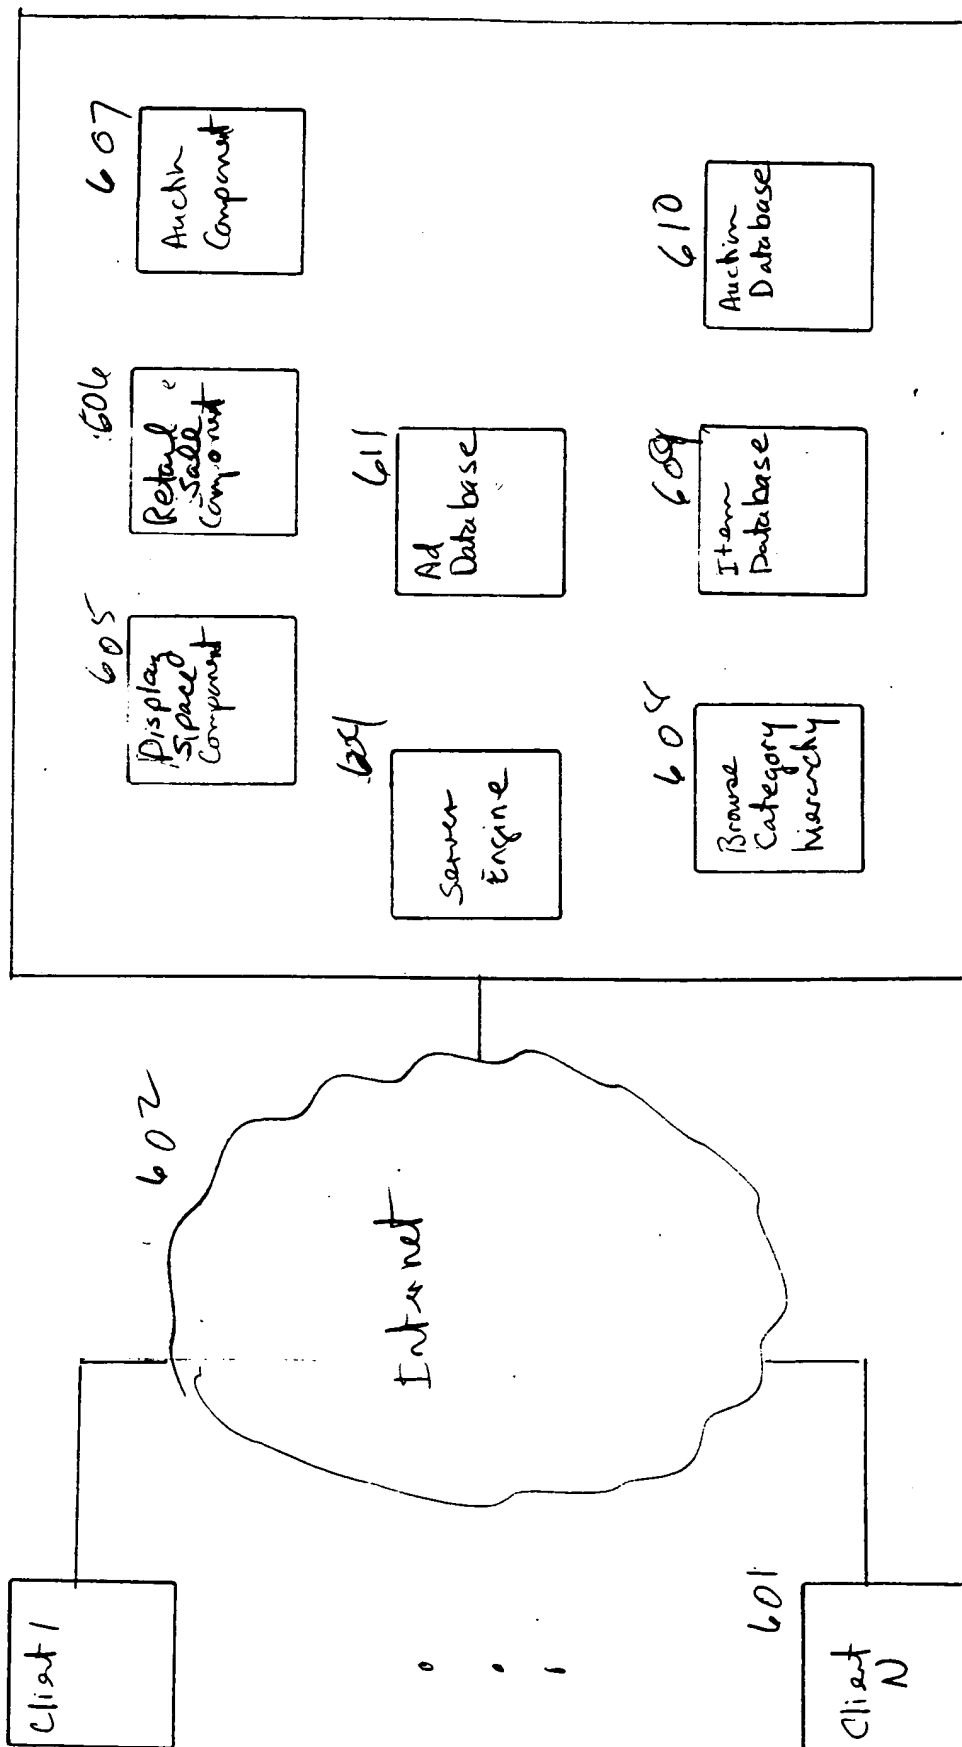 Client 1
602
Internet
601
Client
N
605
Display
Space
Component
606
Retail
Sale
Component
607
Auction
Component
Server
Engine
611
Ad
Database
Browse
Category
hierarchy
609
Item
Database
610
Auction
Database